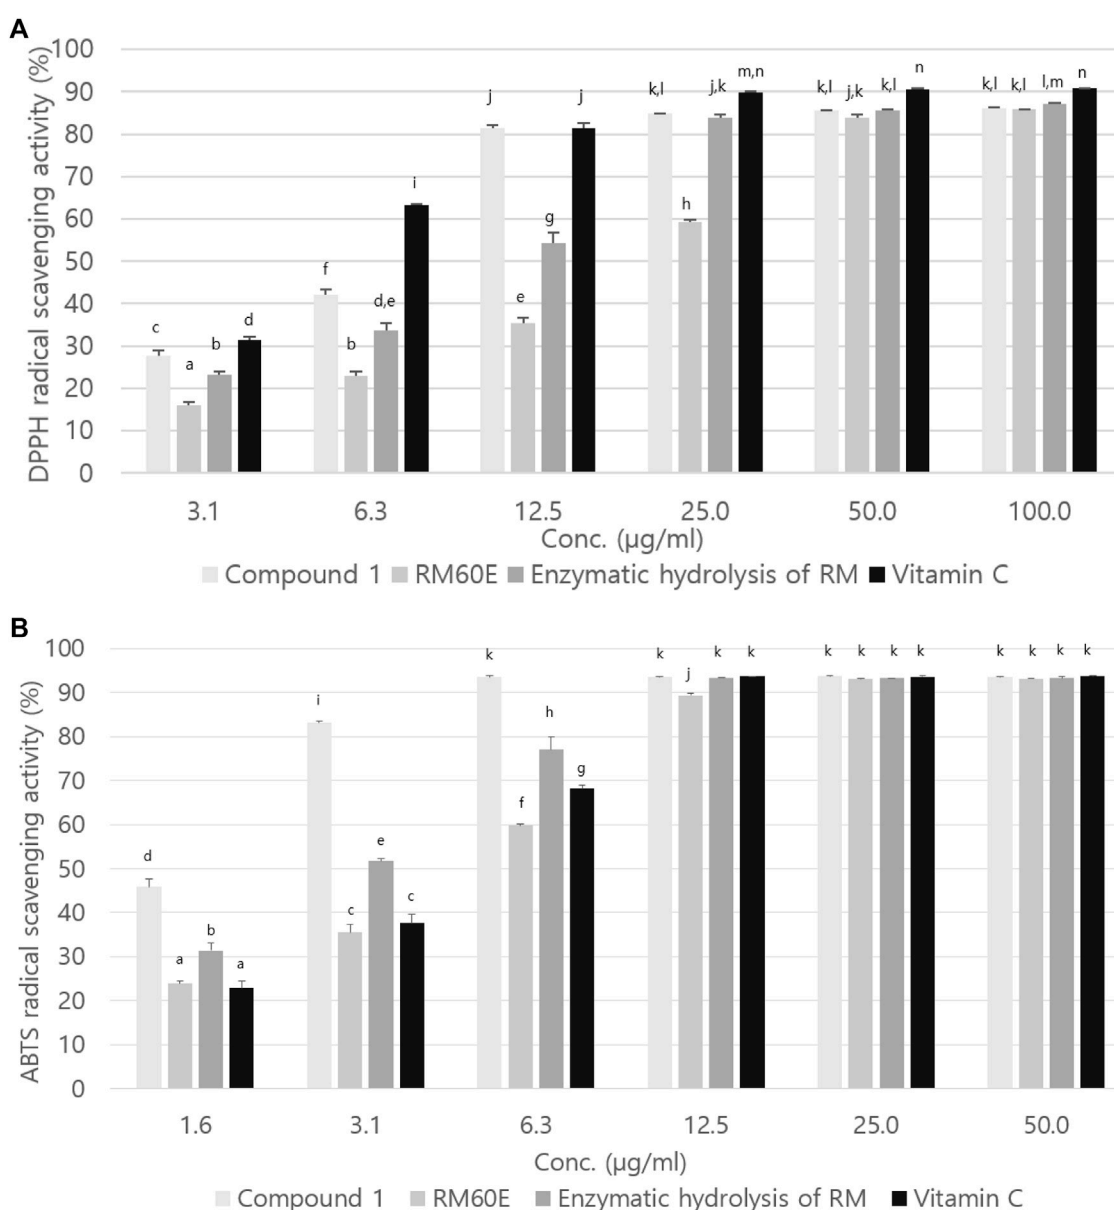 A
DPPH radical scavenging activity (%)
100
90
80
70
60
50
40
30
20
10
0
c a b d
f b d,e i
j e g j
k,l h j,k m,n
k,l j,k k,l n
k,l k,l l,m n
3.1 6.3 12.5 25.0 50.0 100.0
Conc. (µg/ml)
Compound 1 RM60E Enzymatic hydrolysis of RM Vitamin C
B
ABTS radical scavenging activity (%)
100
90
80
70
60
50
40
30
20
10
0
d a b a
i c e c
k f h g
k j k k
k k k k
k k k k
1.6 3.1 6.3 12.5 25.0 50.0
Conc. (µg/ml)
Compound 1 RM60E Enzymatic hydrolysis of RM Vitamin C